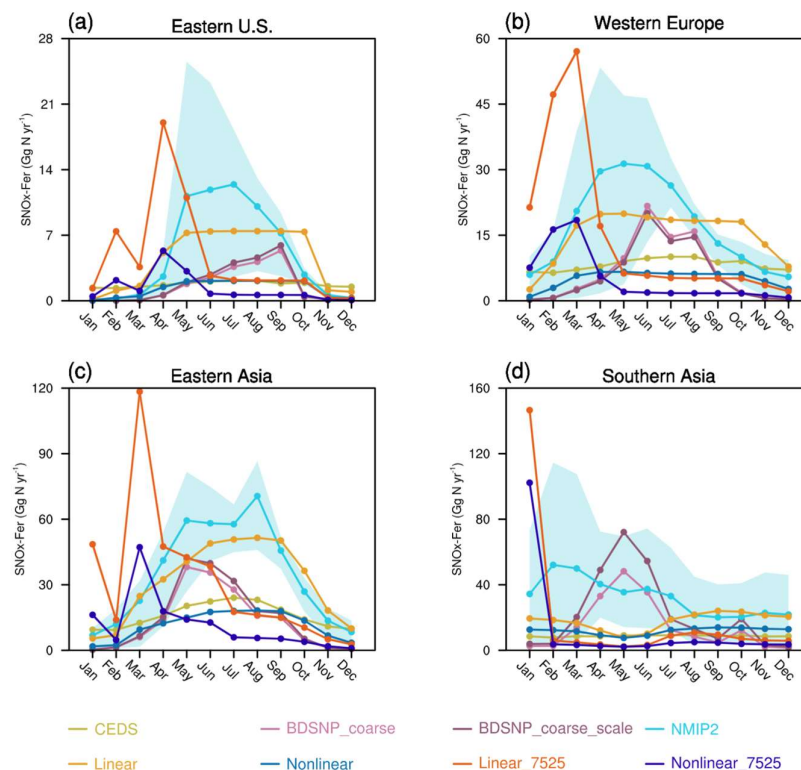 (a) Eastern U.S.
28
21
14
7
0
SNOx-Fer (Gg N yr⁻¹)
Jan Feb Mar Apr May Jun Jul Aug Sep Oct Nov Dec
(b) Western Europe
60
45
30
15
0
SNOx-Fer (Gg N yr⁻¹)
Jan Feb Mar Apr May Jun Jul Aug Sep Oct Nov Dec
(c) Eastern Asia
120
90
60
30
0
SNOx-Fer (Gg N yr⁻¹)
Jan Feb Mar Apr May Jun Jul Aug Sep Oct Nov Dec
(d) Southern Asia
160
120
80
40
0
SNOx-Fer (Gg N yr⁻¹)
Jan Feb Mar Apr May Jun Jul Aug Sep Oct Nov Dec
CEDS BDSNP_coarse BDSNP_coarse_scale NMIP2
Linear Nonlinear Linear 7525 Nonlinear 7525